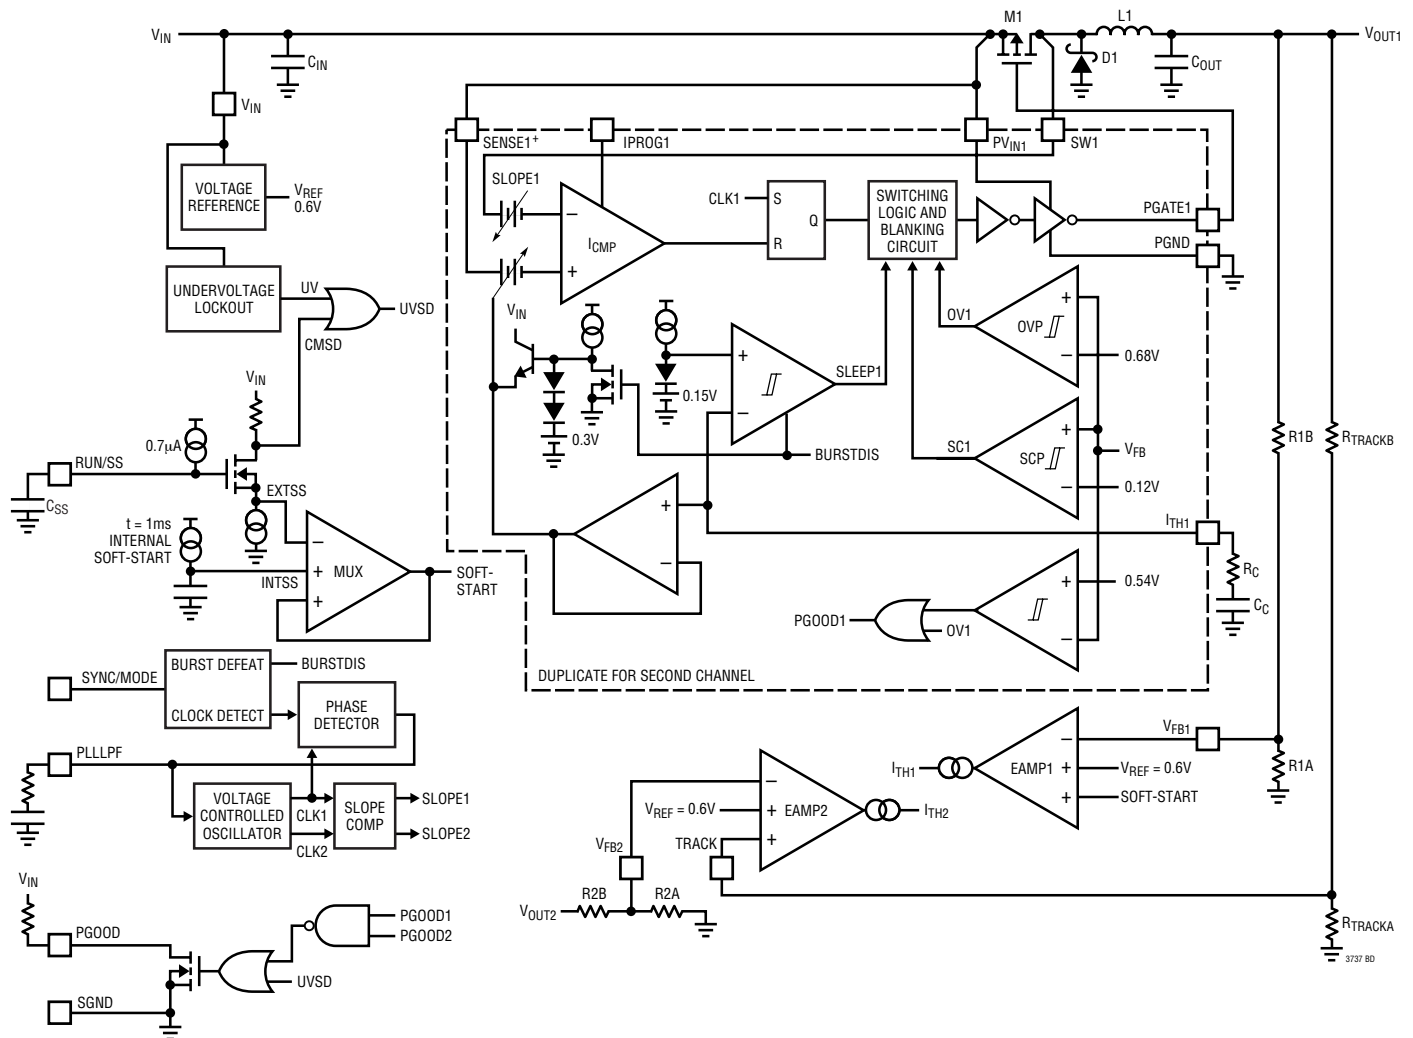 M1
L1
VIN
VOUT1
CIN
D1
COUT
VIN
SENSE1+
IPROG1
PVIN1
SW1
VOLTAGE
REFERENCE
VREF
0.6V
SLOPE1
CLK1
S
Q
R
SWITCHING
LOGIC AND
BLANKING
CIRCUIT
PGATE1
PGND
–
ICMP
+
UNDERVOLTAGE
LOCKOUT
UV
UVSD
CMSD
VIN
OV1
OVP
+
–
0.68V
VIN
0.15V
+
–
SLEEP1
0.3V
BURSTDIS
SC1
SCP
+
–
VFB
0.12V
R1B
RTRACKB
0.7µA
RUN/SS
CSS
EXTSS
t = 1ms
INTERNAL
SOFT-START
INTSS
–
+
+
MUX
SOFT-
START
+
–
ITH1
RC
CC
PGOOD1
OV1
+
–
0.54V
DUPLICATE FOR SECOND CHANNEL
SYNC/MODE
BURST DEFEAT
CLOCK DETECT
BURSTDIS
PHASE
DETECTOR
PLLLPF
VOLTAGE
CONTROLLED
OSCILLATOR
CLK1
CLK2
SLOPE
COMP
SLOPE1
SLOPE2
VFB1
R1A
ITH1
EAMP1
–
+
+
VREF = 0.6V
SOFT-START
VREF = 0.6V
–
+
+
EAMP2
ITH2
VFB2
TRACK
VOUT2
R2B
R2A
RTRACKA
3737 BD
VIN
PGOOD
PGOOD1
PGOOD2
UVSD
SGND